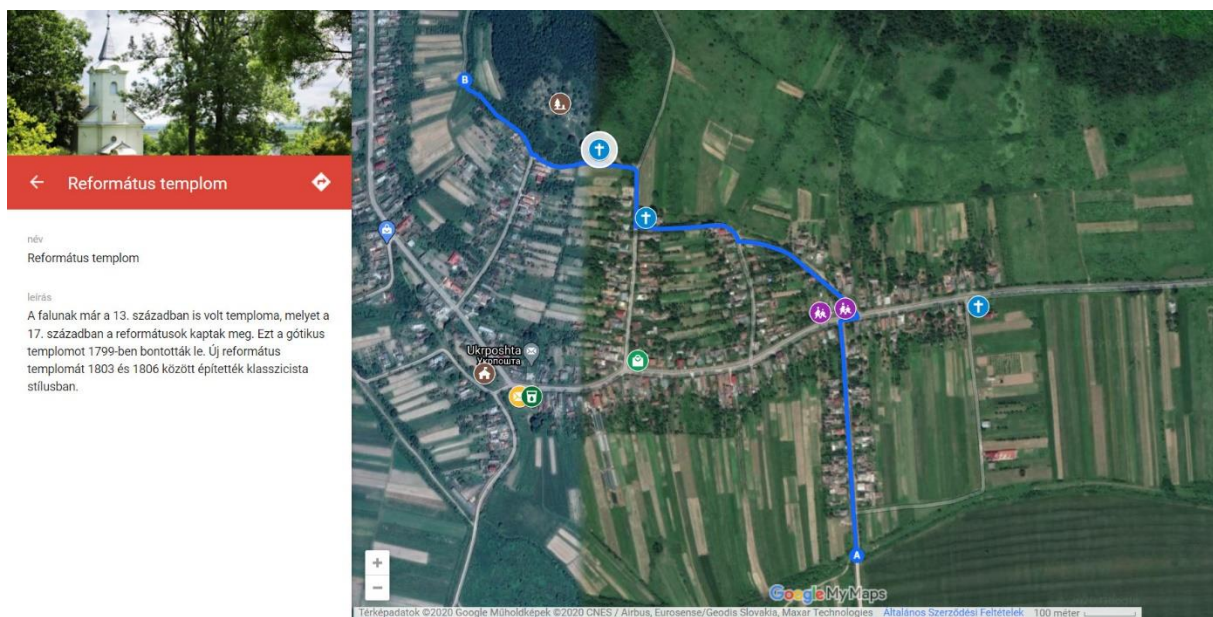 Református templom
név
Református templom
leírás
A falunak már a 13. században is volt temploma, melyet a
17. században a reformátusok kaptak meg. Ezt a gótikus
templomot 1799-ben bontották le. Új református
templomát 1803 és 1806 között építették klasszicista
stílusban.
B
Ukrposhta
Укрпошта
A
+
−
Google My Maps
Térképadatok ©2020 Google Műholdképek ©2020 CNES / Airbus, Eurosense/Geodis Slovakia, Maxar Technologies Általános Szerződési Feltételek 100 méter